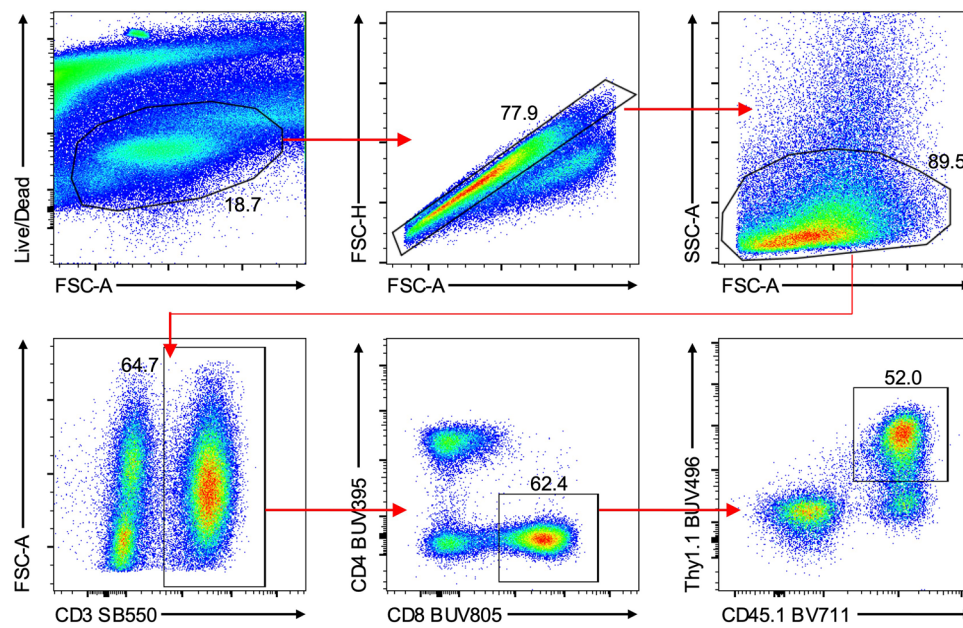 Live/Dead
18.7
FSC-A
FSC-H
77.9
FSC-A
SSC-A
89.5
FSC-A
FSC-A
64.7
CD3 SB550
CD4 BUV395
62.4
CD8 BUV805
Thy1.1 BUV496
52.0
CD45.1 BV711